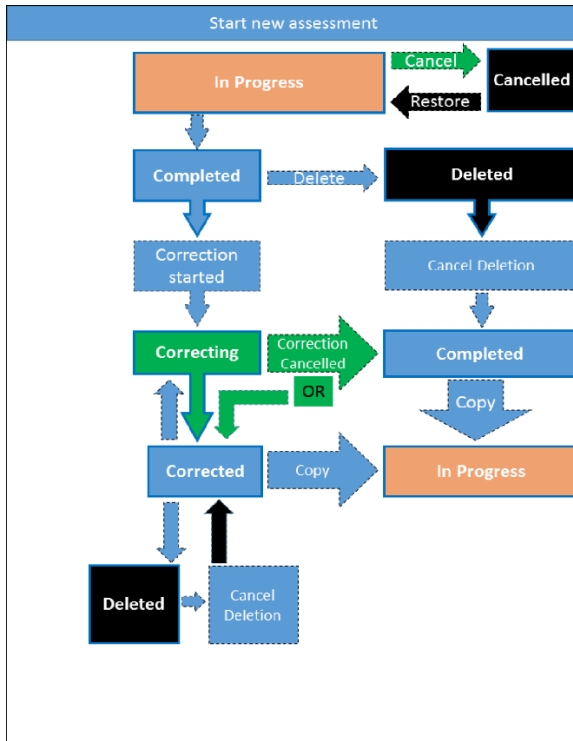 Start new assessment
Cancel
In Progress
Cancelled
Restore
Completed
Delete
Deleted
Correction
started
Cancel Deletion
Correcting
Correction
Cancelled
Completed
OR
Copy
Corrected
Copy
In Progress
Deleted
Cancel
Deletion